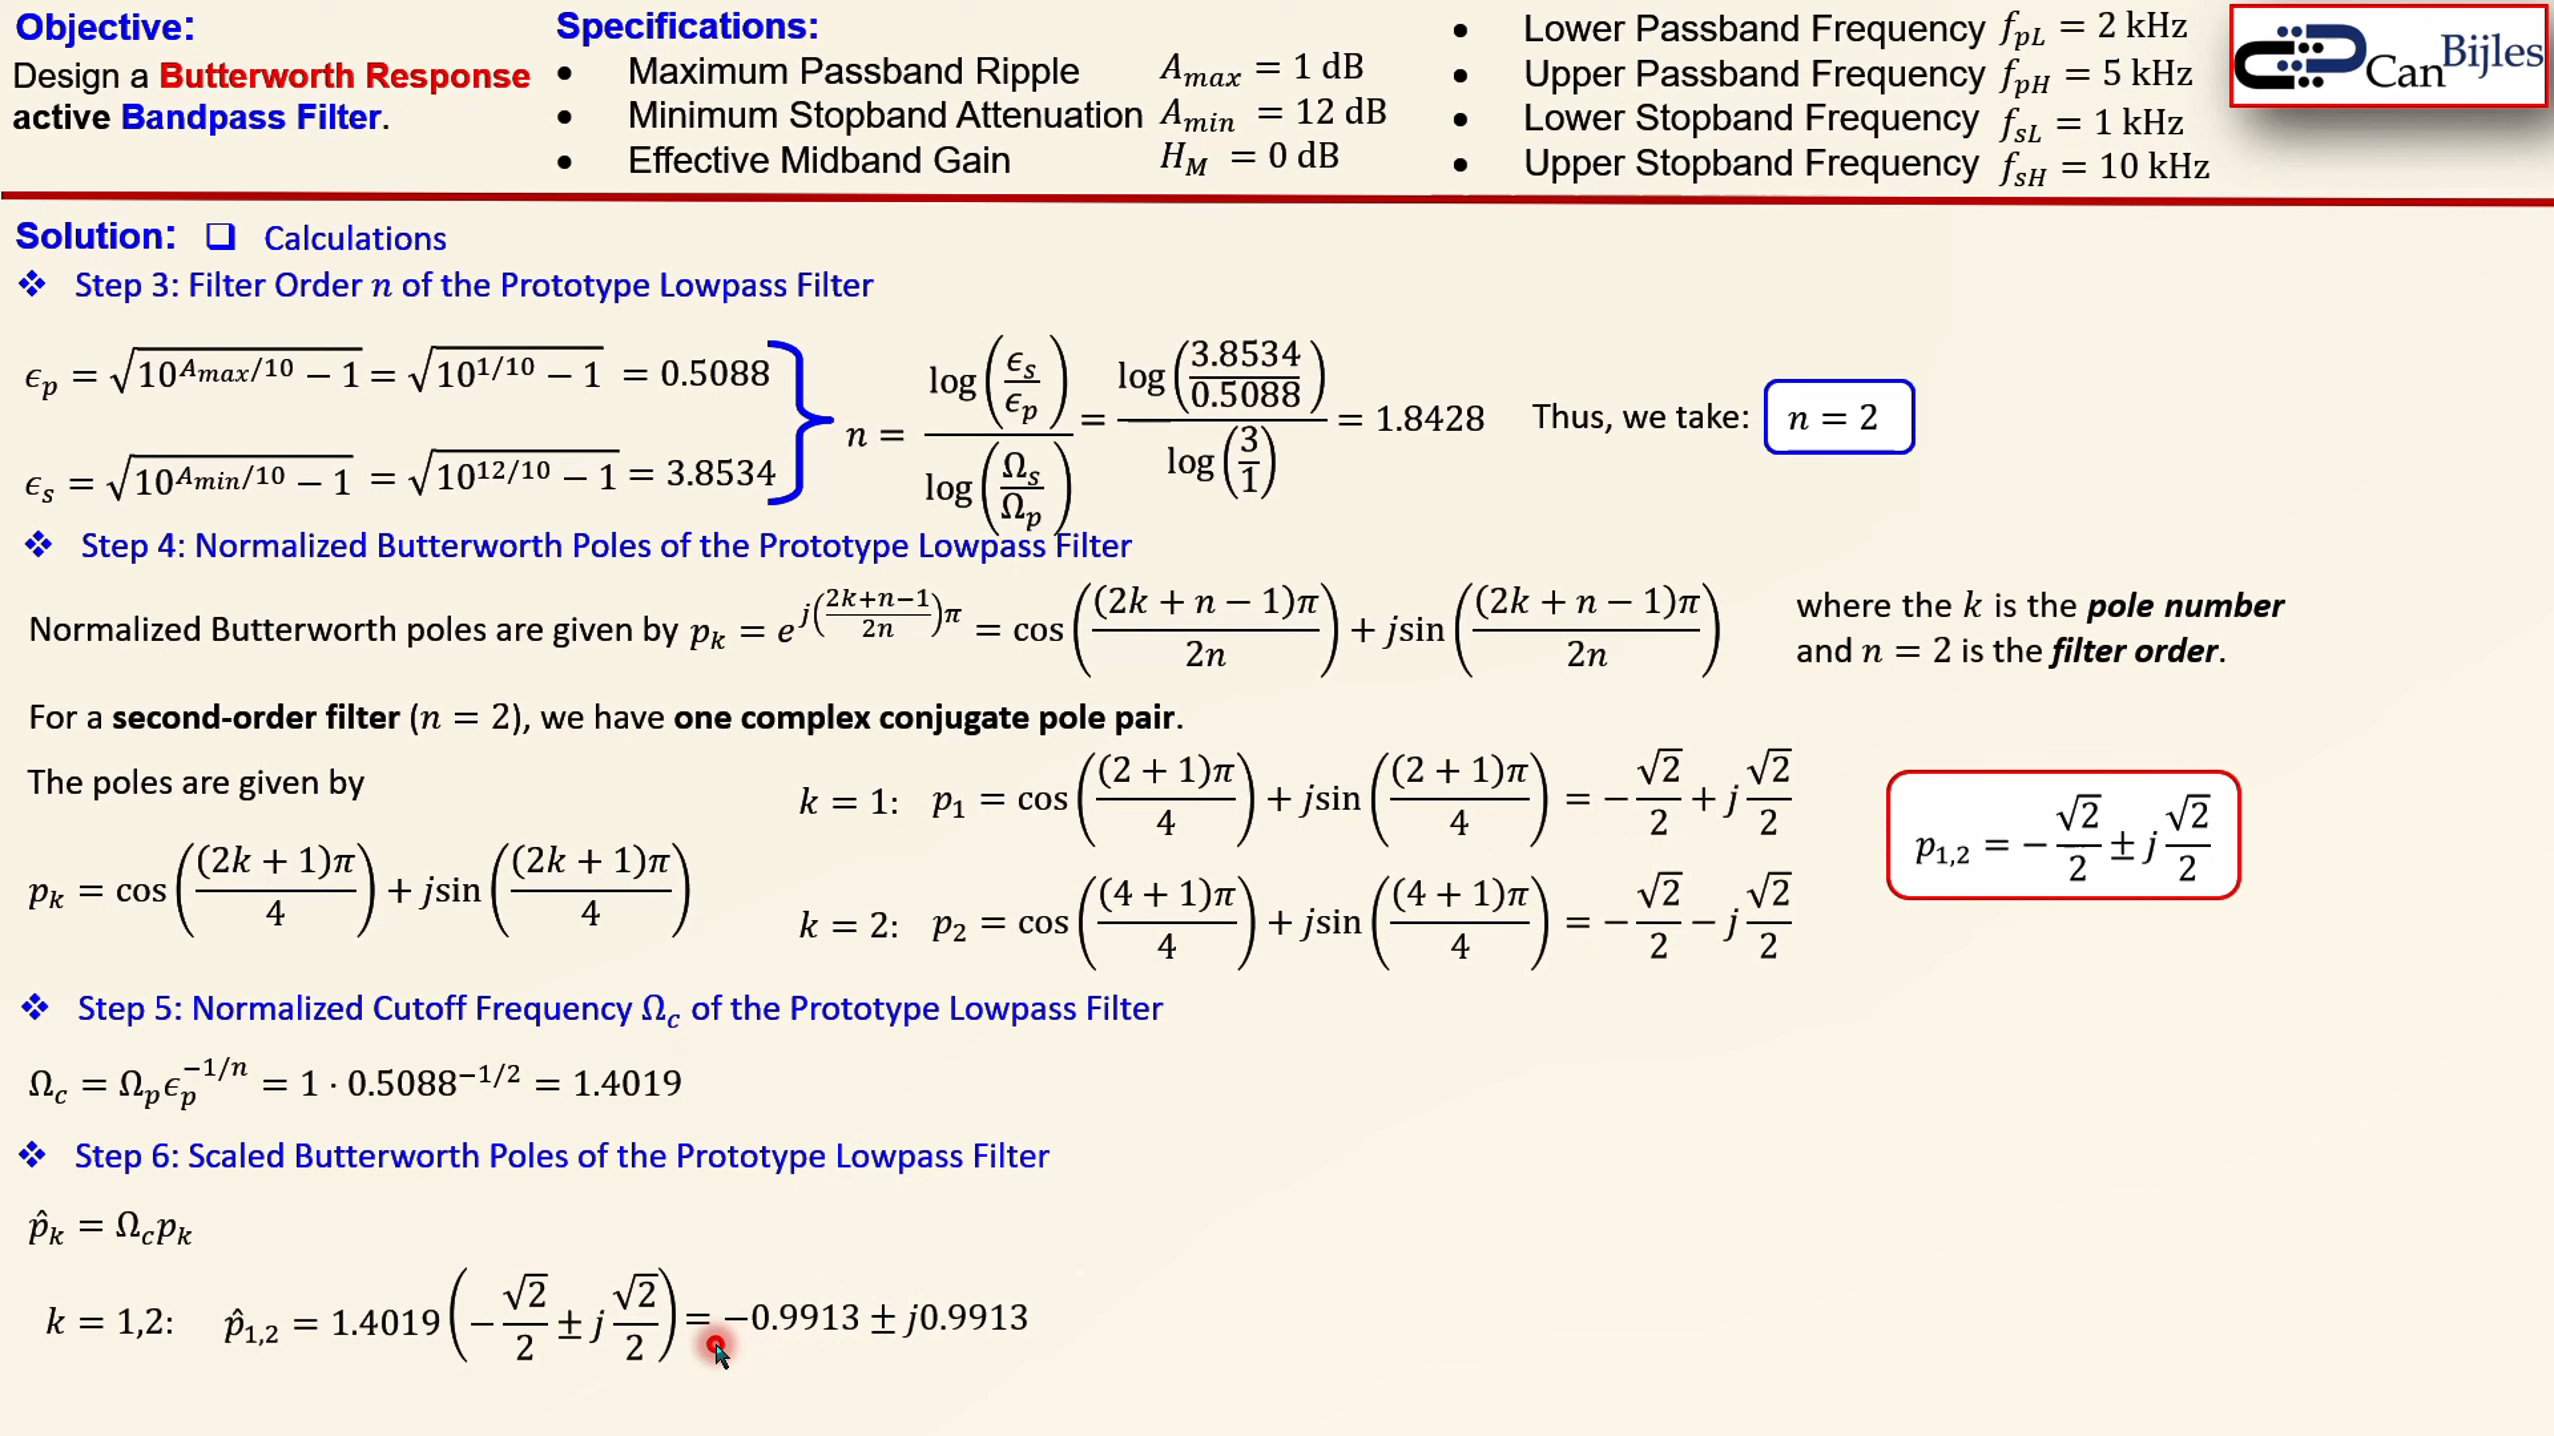 Objective:
Design a Butterworth Response
active Bandpass Filter.
Specifications:
• Maximum Passband Ripple A_max = 1 dB
• Minimum Stopband Attenuation A_min = 12 dB
• Effective Midband Gain H_M = 0 dB
• Lower Passband Frequency f_pL = 2 kHz
• Upper Passband Frequency f_pH = 5 kHz
• Lower Stopband Frequency f_sL = 1 kHz
• Upper Stopband Frequency f_sH = 10 kHz
CanBijles
Solution: ❑ Calculations
❖ Step 3: Filter Order n of the Prototype Lowpass Filter
ϵ_p = √(10^(A_max/10) − 1) = √(10^(1/10) − 1) = 0.5088
ϵ_s = √(10^(A_min/10) − 1) = √(10^(12/10) − 1) = 3.8534
n = log(ϵ_s/ϵ_p) / log(Ω_s/Ω_p) = log(3.8534/0.5088) / log(3/1) = 1.8428 Thus, we take: n = 2
❖ Step 4: Normalized Butterworth Poles of the Prototype Lowpass Filter
Normalized Butterworth poles are given by p_k = e^(j((2k+n−1)/2n)π) = cos((2k + n − 1)π/2n) + jsin((2k + n − 1)π/2n)
where the k is the pole number
and n = 2 is the filter order.
For a second-order filter (n = 2), we have one complex conjugate pole pair.
The poles are given by
p_k = cos((2k + 1)π/4) + jsin((2k + 1)π/4)
k = 1: p_1 = cos((2 + 1)π/4) + jsin((2 + 1)π/4) = −√2/2 + j√2/2
k = 2: p_2 = cos((4 + 1)π/4) + jsin((4 + 1)π/4) = −√2/2 − j√2/2
p_1,2 = −√2/2 ± j√2/2
❖ Step 5: Normalized Cutoff Frequency Ω_c of the Prototype Lowpass Filter
Ω_c = Ω_p ϵ_p^(−1/n) = 1 · 0.5088^(−1/2) = 1.4019
❖ Step 6: Scaled Butterworth Poles of the Prototype Lowpass Filter
p̂_k = Ω_c p_k
k = 1,2: p̂_1,2 = 1.4019(−√2/2 ± j√2/2) = −0.9913 ± j0.9913